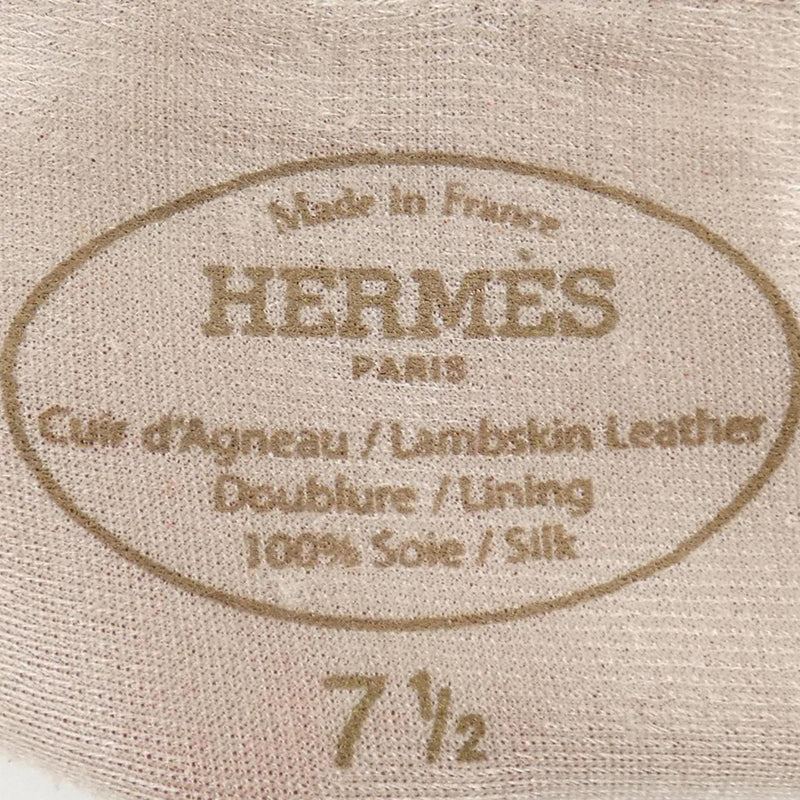 Made in France
HERMÈS
PARIS
Cuir d'Agneau / Lambskin Leather
Doublure / Lining
100% Soie / Silk
7 ½